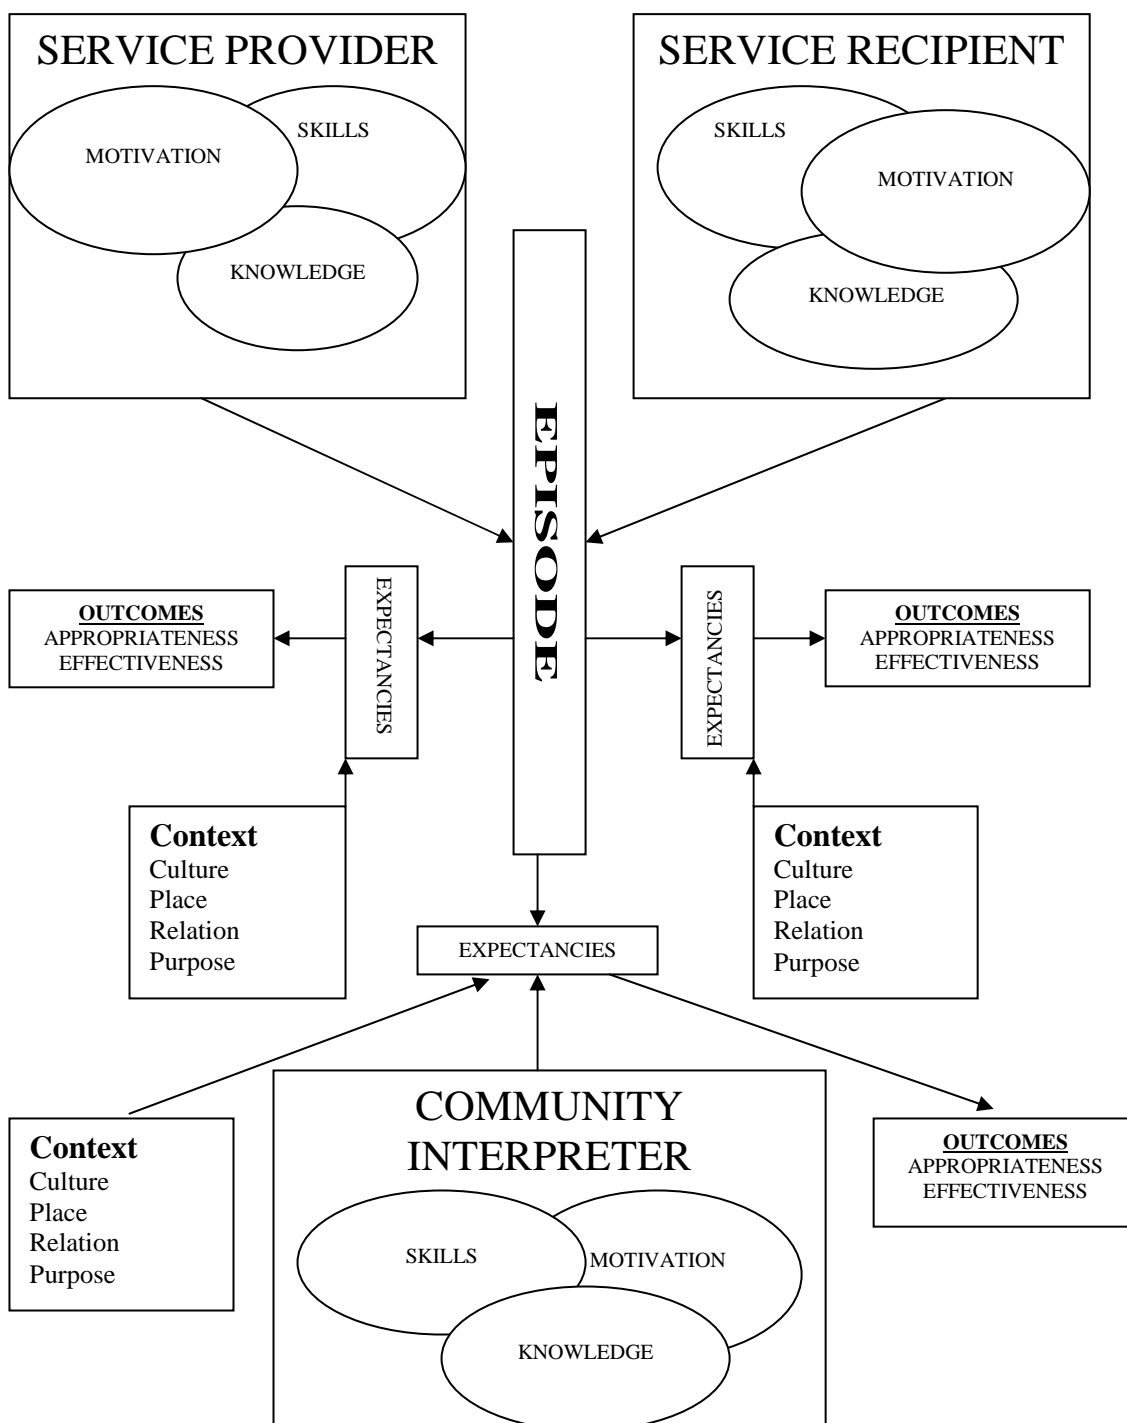 SERVICE PROVIDER
MOTIVATION
SKILLS
KNOWLEDGE
SERVICE RECIPIENT
SKILLS
MOTIVATION
KNOWLEDGE
EPISODE
OUTCOMES
APPROPRIATENESS
EFFECTIVENESS
EXPECTANCIES
EXPECTANCIES
OUTCOMES
APPROPRIATENESS
EFFECTIVENESS
Context
Culture
Place
Relation
Purpose
Context
Culture
Place
Relation
Purpose
EXPECTANCIES
Context
Culture
Place
Relation
Purpose
COMMUNITY
INTERPRETER
SKILLS
MOTIVATION
KNOWLEDGE
OUTCOMES
APPROPRIATENESS
EFFECTIVENESS